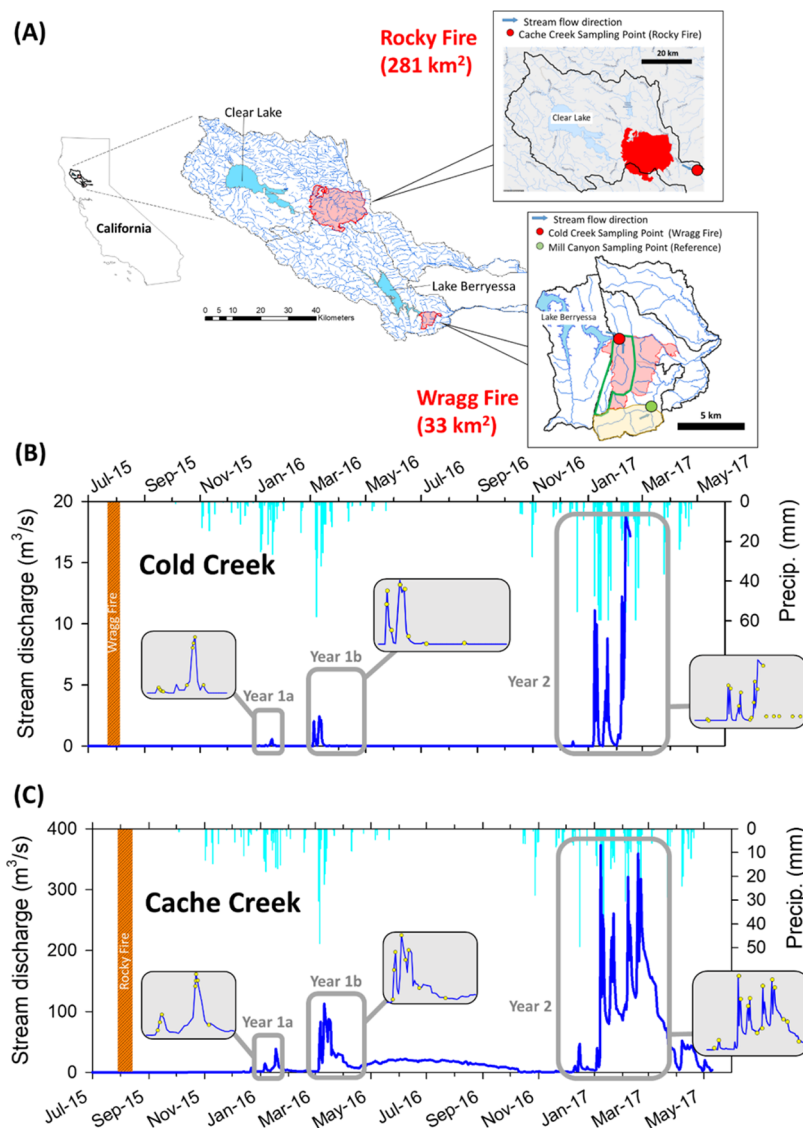 (A)
Rocky Fire
(281 km²)
Stream flow direction
Cache Creek Sampling Point (Rocky Fire)
20 km
Clear Lake
Clear Lake
California
Lake Berryessa
0 5 10 20 30 40
Kilometers
Wragg Fire
(33 km²)
Stream flow direction
Cold Creek Sampling Point (Wragg Fire)
Mill Canyon Sampling Point (Reference)
Lake Berryessa
5 km
(B)
Jul-15 Sep-15 Nov-15 Jan-16 Mar-16 May-16 Jul-16 Sep-16 Nov-16 Jan-17 Mar-17 May-17
Stream discharge (m³/s)
20
15
10
5
0
Wragg Fire
Cold Creek
Year 1a
Year 1b
Year 2
0
20
40
60
Precip. (mm)
(C)
Stream discharge (m³/s)
400
300
200
100
0
Rocky Fire
Cache Creek
Year 1a
Year 1b
Year 2
0
10
20
30
40
50
Precip. (mm)
Jul-15 Sep-15 Nov-15 Jan-16 Mar-16 May-16 Jul-16 Sep-16 Nov-16 Jan-17 Mar-17 May-17